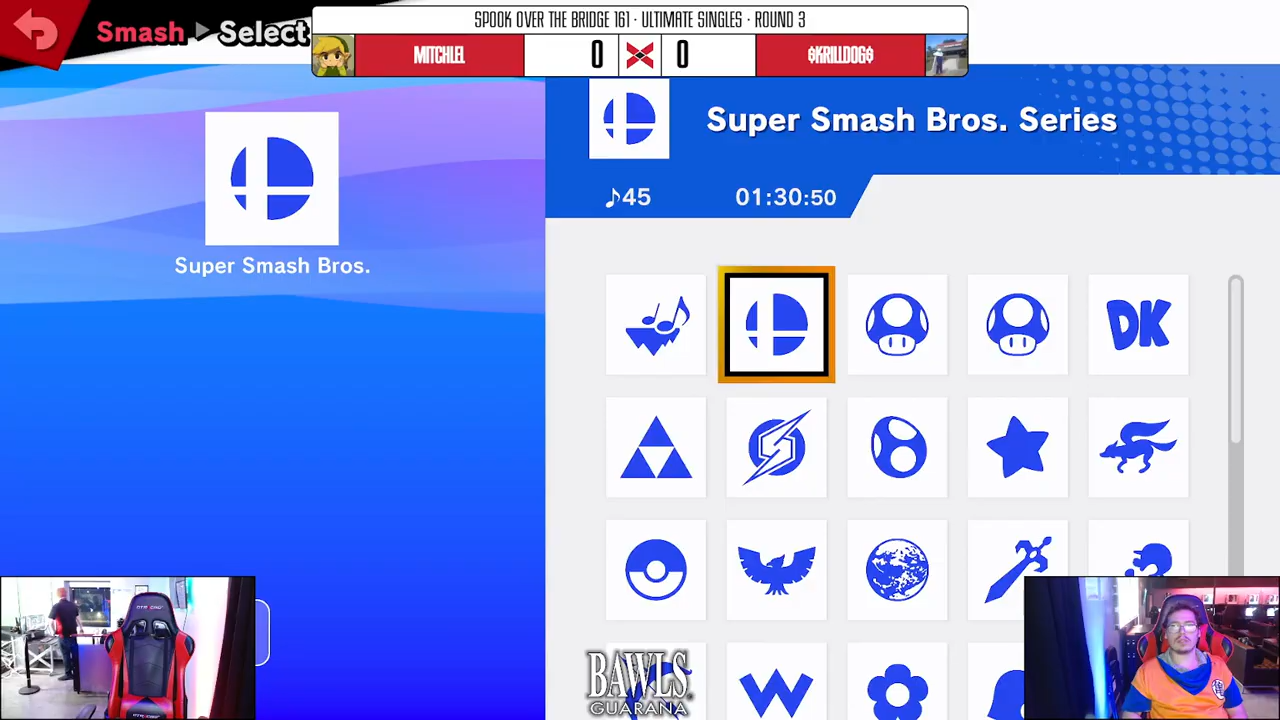 Smash ▶ Select
SPOOK OVER THE BRIDGE 161 · ULTIMATE SINGLES · ROUND 3
MITCHLEL 0 0 $KRILLDOG$
Super Smash Bros.
Super Smash Bros. Series
♪45 01:30:50
DK
BAWLS
GUARANA